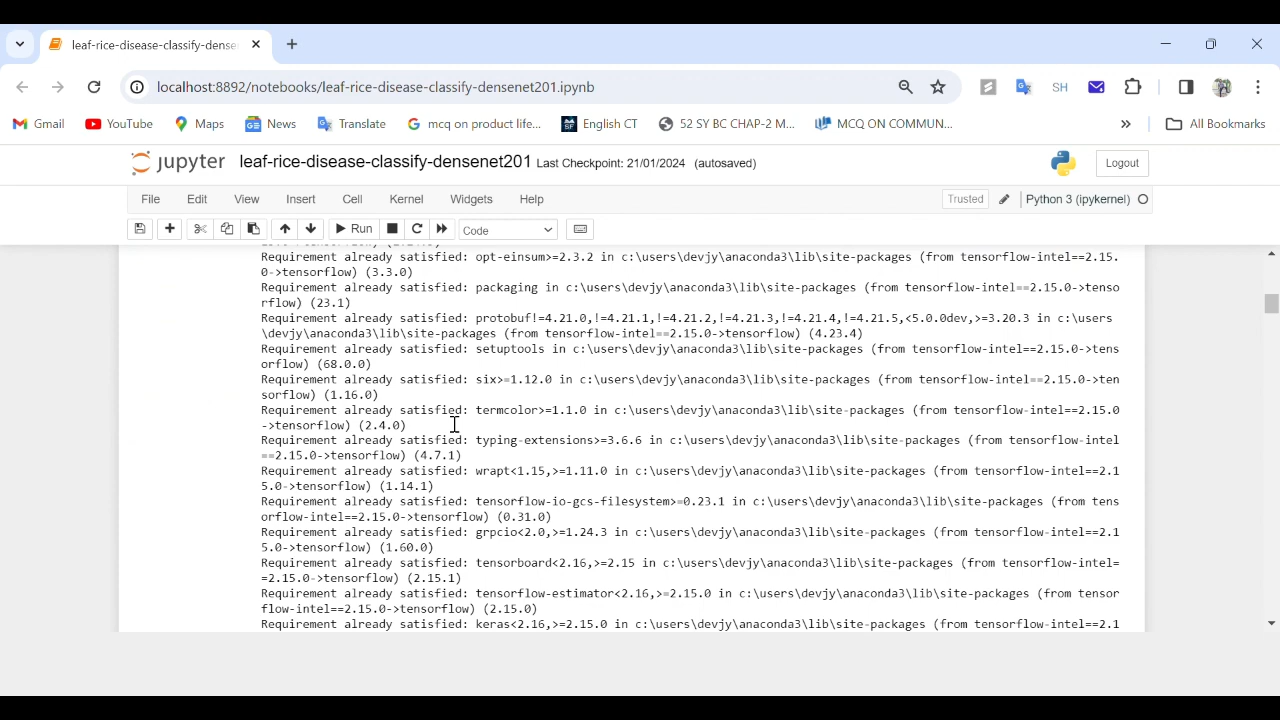 leaf-rice-disease-classify-dense
localhost:8892/notebooks/leaf-rice-disease-classify-densenet201.ipynb
SH
Gmail YouTube Maps News Translate mcq on product life... English CT 52 SY BC CHAP-2 M... MCQ ON COMMUN... » All Bookmarks
jupyter leaf-rice-disease-classify-densenet201 Last Checkpoint: 21/01/2024 (autosaved) Logout
File Edit View Insert Cell Kernel Widgets Help Trusted Python 3 (ipykernel)
Run Code
Requirement already satisfied: opt-einsum>=2.3.2 in c:\users\devjy\anaconda3\lib\site-packages (from tensorflow-intel==2.15.
0->tensorflow) (3.3.0)
Requirement already satisfied: packaging in c:\users\devjy\anaconda3\lib\site-packages (from tensorflow-intel==2.15.0->tenso
rflow) (23.1)
Requirement already satisfied: protobuf!=4.21.0,!=4.21.1,!=4.21.2,!=4.21.3,!=4.21.4,!=4.21.5,<5.0.0dev,>=3.20.3 in c:\users
\devjy\anaconda3\lib\site-packages (from tensorflow-intel==2.15.0->tensorflow) (4.23.4)
Requirement already satisfied: setuptools in c:\users\devjy\anaconda3\lib\site-packages (from tensorflow-intel==2.15.0->tens
orflow) (68.0.0)
Requirement already satisfied: six>=1.12.0 in c:\users\devjy\anaconda3\lib\site-packages (from tensorflow-intel==2.15.0->ten
sorflow) (1.16.0)
Requirement already satisfied: termcolor>=1.1.0 in c:\users\devjy\anaconda3\lib\site-packages (from tensorflow-intel==2.15.0
->tensorflow) (2.4.0)
Requirement already satisfied: typing-extensions>=3.6.6 in c:\users\devjy\anaconda3\lib\site-packages (from tensorflow-intel
==2.15.0->tensorflow) (4.7.1)
Requirement already satisfied: wrapt<1.15,>=1.11.0 in c:\users\devjy\anaconda3\lib\site-packages (from tensorflow-intel==2.1
5.0->tensorflow) (1.14.1)
Requirement already satisfied: tensorflow-io-gcs-filesystem>=0.23.1 in c:\users\devjy\anaconda3\lib\site-packages (from tens
orflow-intel==2.15.0->tensorflow) (0.31.0)
Requirement already satisfied: grpcio<2.0,>=1.24.3 in c:\users\devjy\anaconda3\lib\site-packages (from tensorflow-intel==2.1
5.0->tensorflow) (1.60.0)
Requirement already satisfied: tensorboard<2.16,>=2.15 in c:\users\devjy\anaconda3\lib\site-packages (from tensorflow-intel=
=2.15.0->tensorflow) (2.15.1)
Requirement already satisfied: tensorflow-estimator<2.16,>=2.15.0 in c:\users\devjy\anaconda3\lib\site-packages (from tensor
flow-intel==2.15.0->tensorflow) (2.15.0)
Requirement already satisfied: keras<2.16,>=2.15.0 in c:\users\devjy\anaconda3\lib\site-packages (from tensorflow-intel==2.1